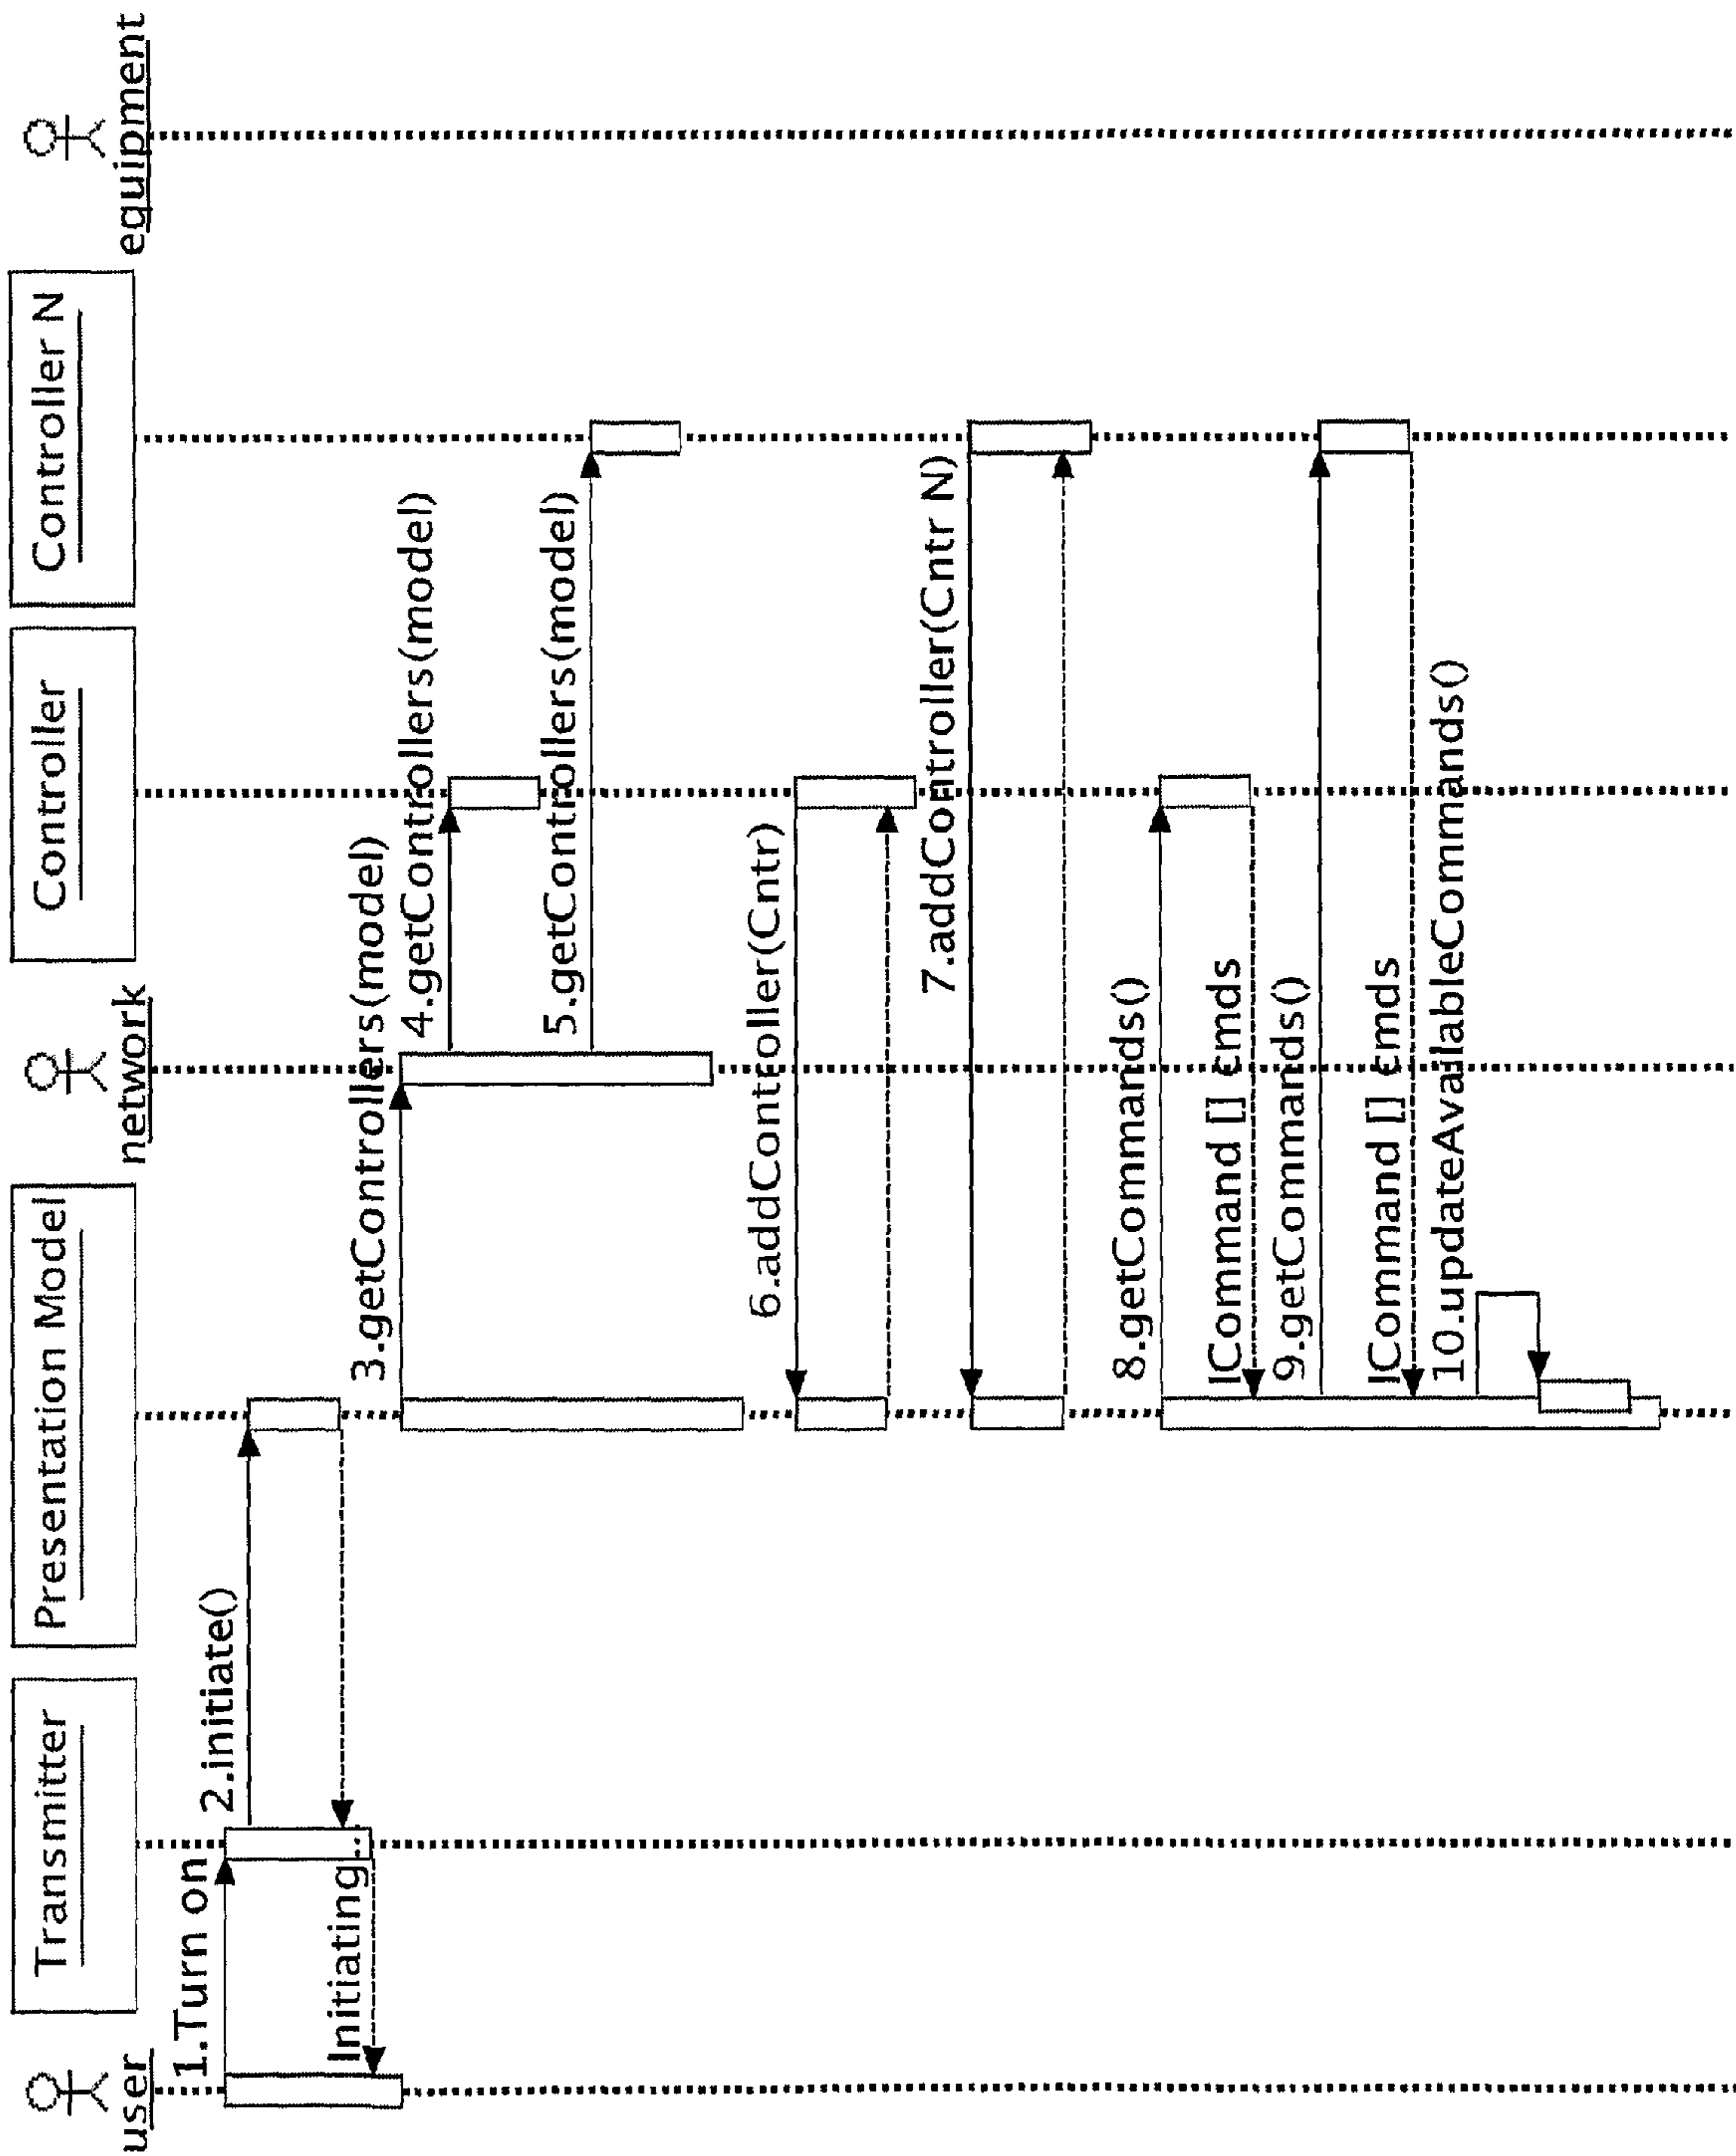 user
Transmitter
Presentation Model
network
Controller
Controller N
equipment
1.Turn on
2.initiate()
Initiating...
3.getControllers(model)
4.getControllers(model)
5.getControllers(model)
6.addController(Cntr)
7.addController(Cntr N)
8.getCommands()
ICommand [] cmds
9.getCommands()
ICommand [] cmds
10.updateAvailableCommands()